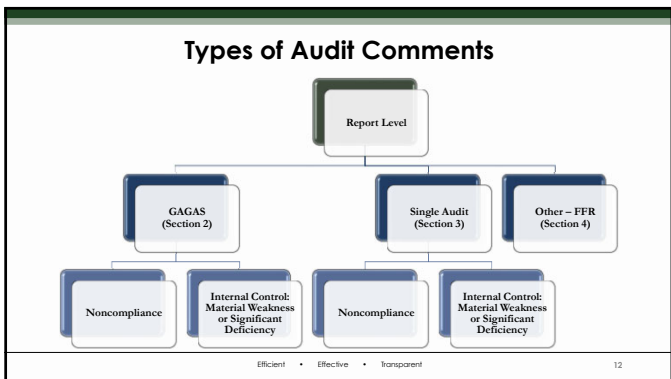 Types of Audit Comments
Report Level
GAGAS
(Section 2)
Single Audit
(Section 3)
Other – FFR
(Section 4)
Noncompliance
Internal Control:
Material Weakness
or Significant
Deficiency
Noncompliance
Internal Control:
Material Weakness
or Significant
Deficiency
Efficient • Effective • Transparent
12